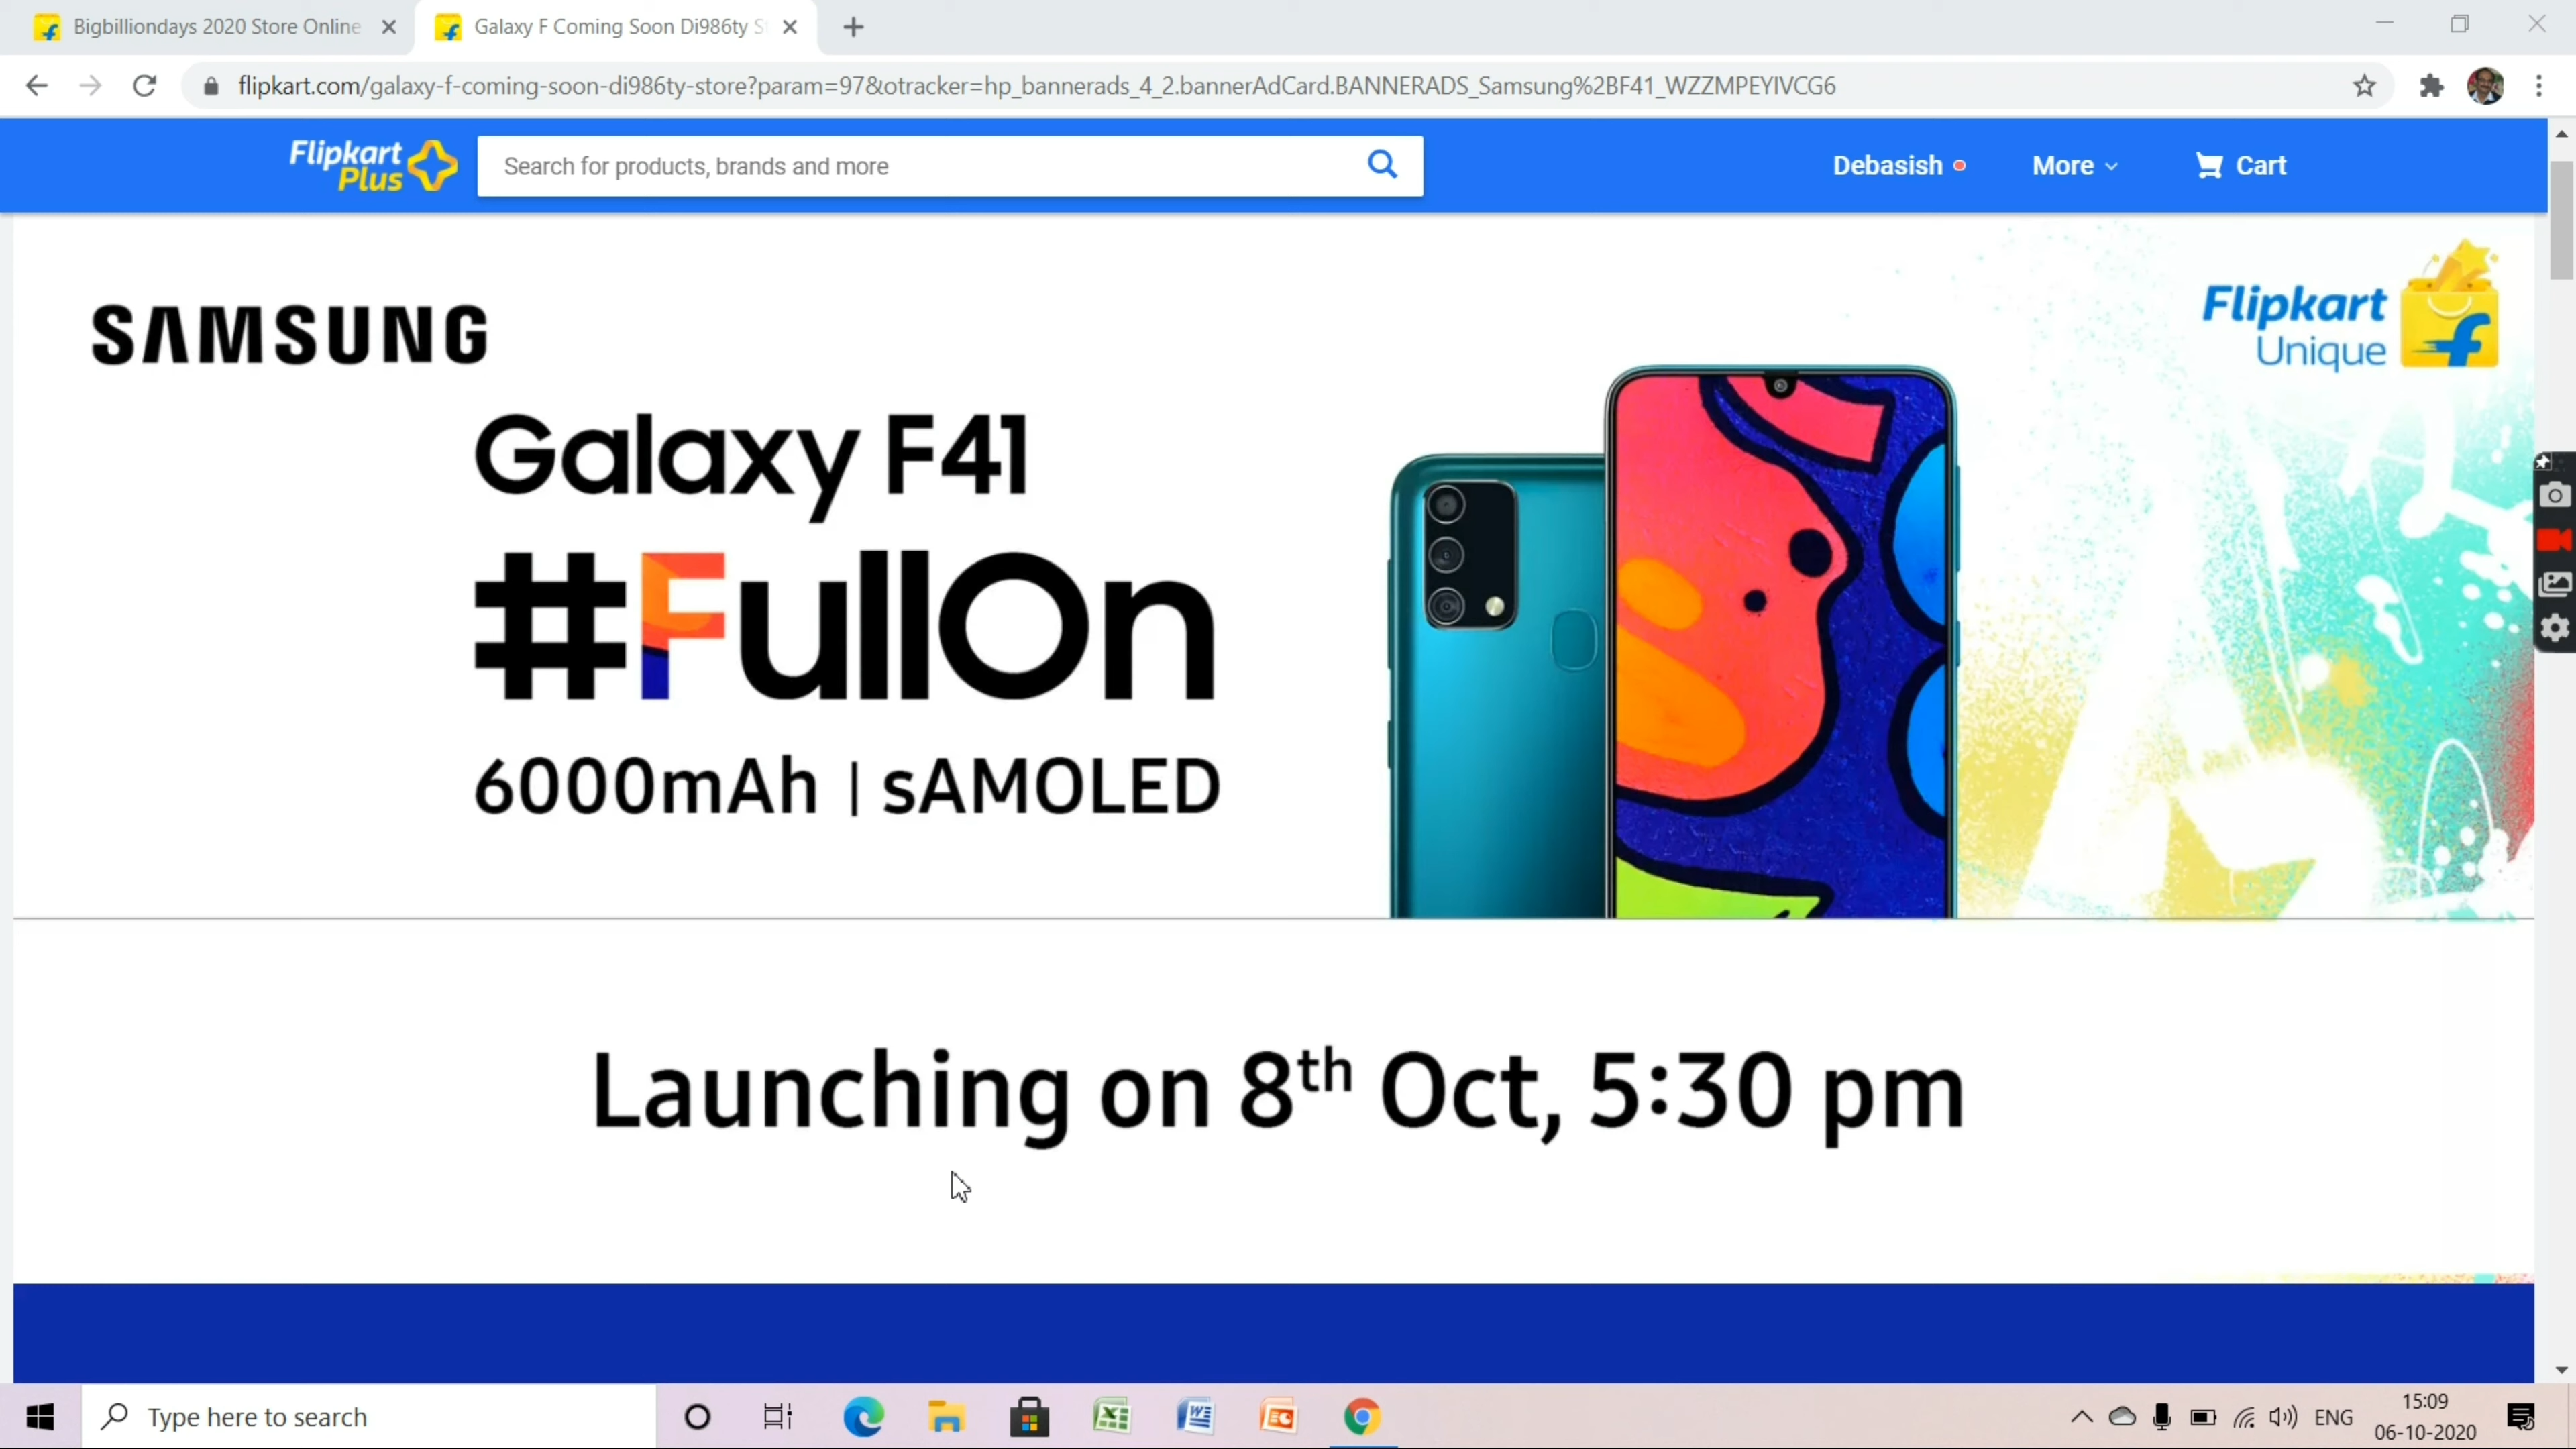 Bigbilliondays 2020 Store Online
Galaxy F Coming Soon Di986ty S
flipkart.com/galaxy-f-coming-soon-di986ty-store?param=97&otracker=hp_bannerads_4_2.bannerAdCard.BANNERADS_Samsung%2BF41_WZZMPEYIVCG6
Flipkart
Plus
Search for products, brands and more
Debasish
More
Cart
SAMSUNG
Flipkart
Unique
Galaxy F41
#FullOn
6000mAh | sAMOLED
Launching on 8th Oct, 5:30 pm
Type here to search
ENG
15:09
06-10-2020